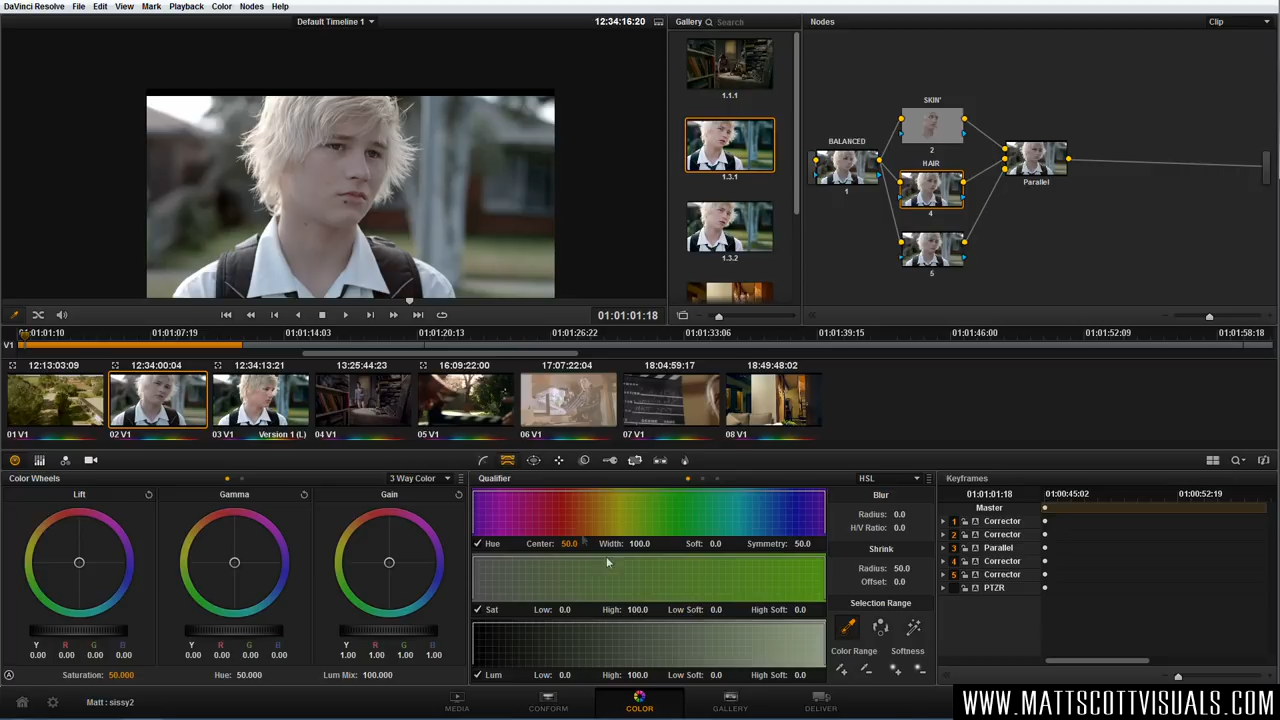 DaVinci Resolve File Edit View Mark Playback Color Nodes Help
Default Timeline 1 12:34:16:20
Gallery Search
Nodes Clip
1.1.1
1.3.1
1.3.2
SKIN'
2
BALANCED
1
HAIR
4
Parallel
5
01:01:01:18
01:01:01:10 01:01:07:19 01:01:14:03 01:01:20:13 01:01:26:22 01:01:33:06 01:01:39:15 01:01:46:00 01:01:52:09 01:01:58:18
V1
12:13:03:09 12:34:00:04 12:34:13:21 13:25:44:23 16:09:22:00 17:07:22:04 18:04:59:17 18:49:48:02
01 V1 02 V1 03 V1 Version 1 (L) 04 V1 05 V1 06 V1 07 V1 08 V1
Color Wheels 3 Way Color
Lift Gamma Gain
Y R G B Y R G B Y R G B
0.00 0.00 0.00 0.00 0.00 0.00 0.00 0.00 1.00 1.00 1.00 1.00
A Saturation: 50.000 Hue: 50.000 Lum Mix: 100.000
Qualifier HSL
Hue Center: 50.0 Width: 100.0 Soft: 0.0 Symmetry: 50.0
Sat Low: 0.0 High: 100.0 Low Soft: 0.0 High Soft: 0.0
Lum Low: 0.0 High: 100.0 Low Soft: 0.0 High Soft: 0.0
Blur
Radius: 0.0
H/V Ratio: 0.0
Shrink
Radius: 50.0
Offset: 0.0
Selection Range
Color Range Softness
Keyframes
01:01:01:18 01:00:45:02 01:00:52:19
Master
1 Corrector
2 Corrector
3 Parallel
4 Corrector
5 Corrector
PTZR
Matt : sissy2
MEDIA CONFORM COLOR GALLERY DELIVER
WWW.MATTSCOTTVISUALS.COM